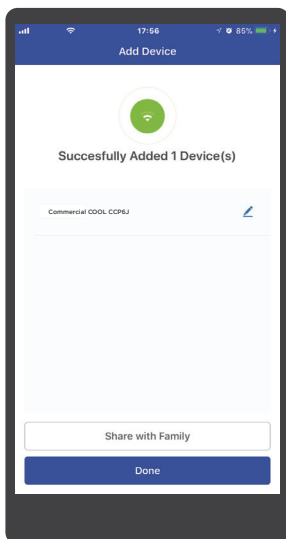 17:56
85%
Add Device
Succesfully Added 1 Device(s)
Commercial COOL CCP6J
Share with Family
Done